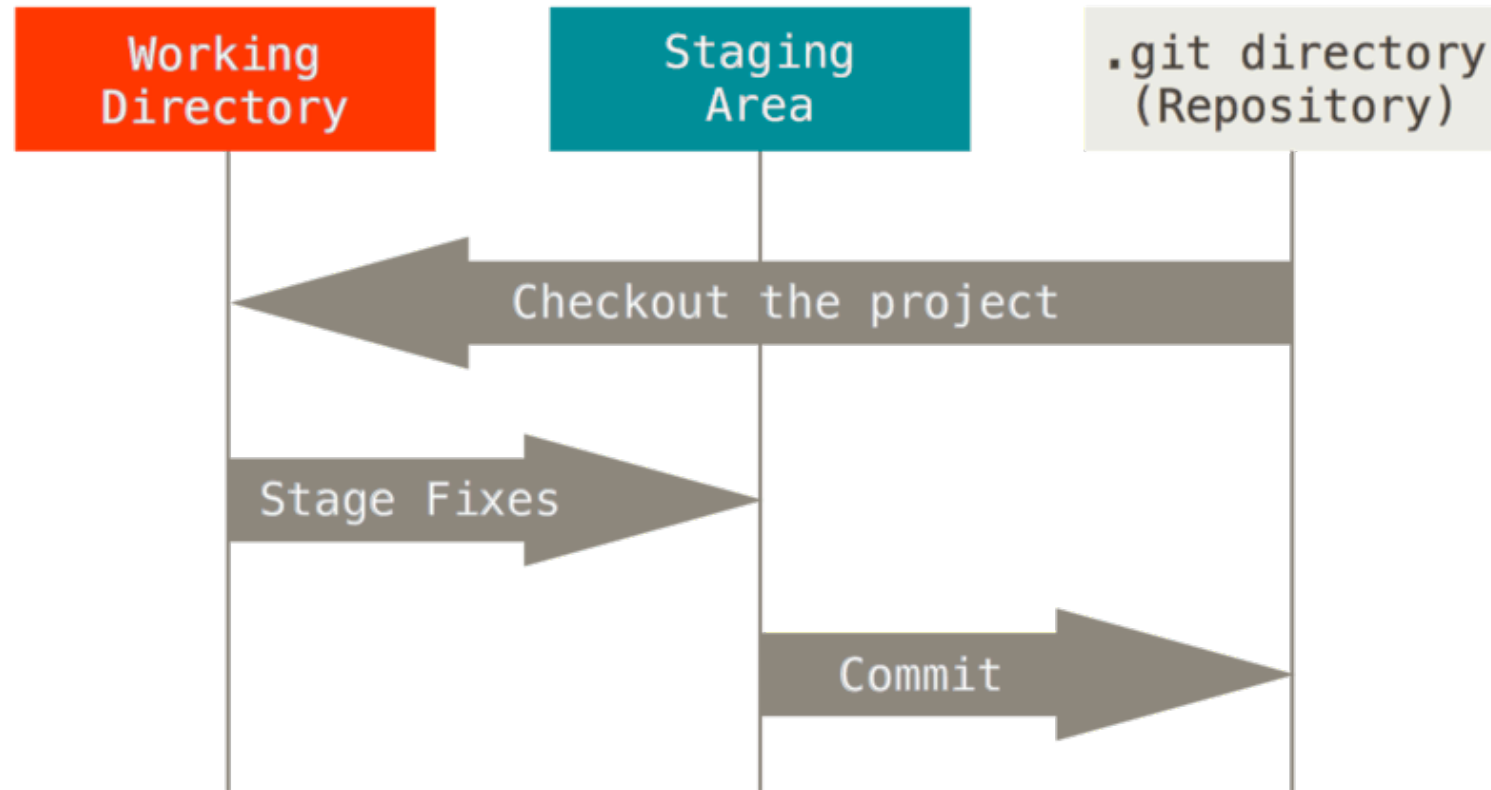 Working
Directory
Staging
Area
.git directory
(Repository)
Checkout the project
Stage Fixes
Commit